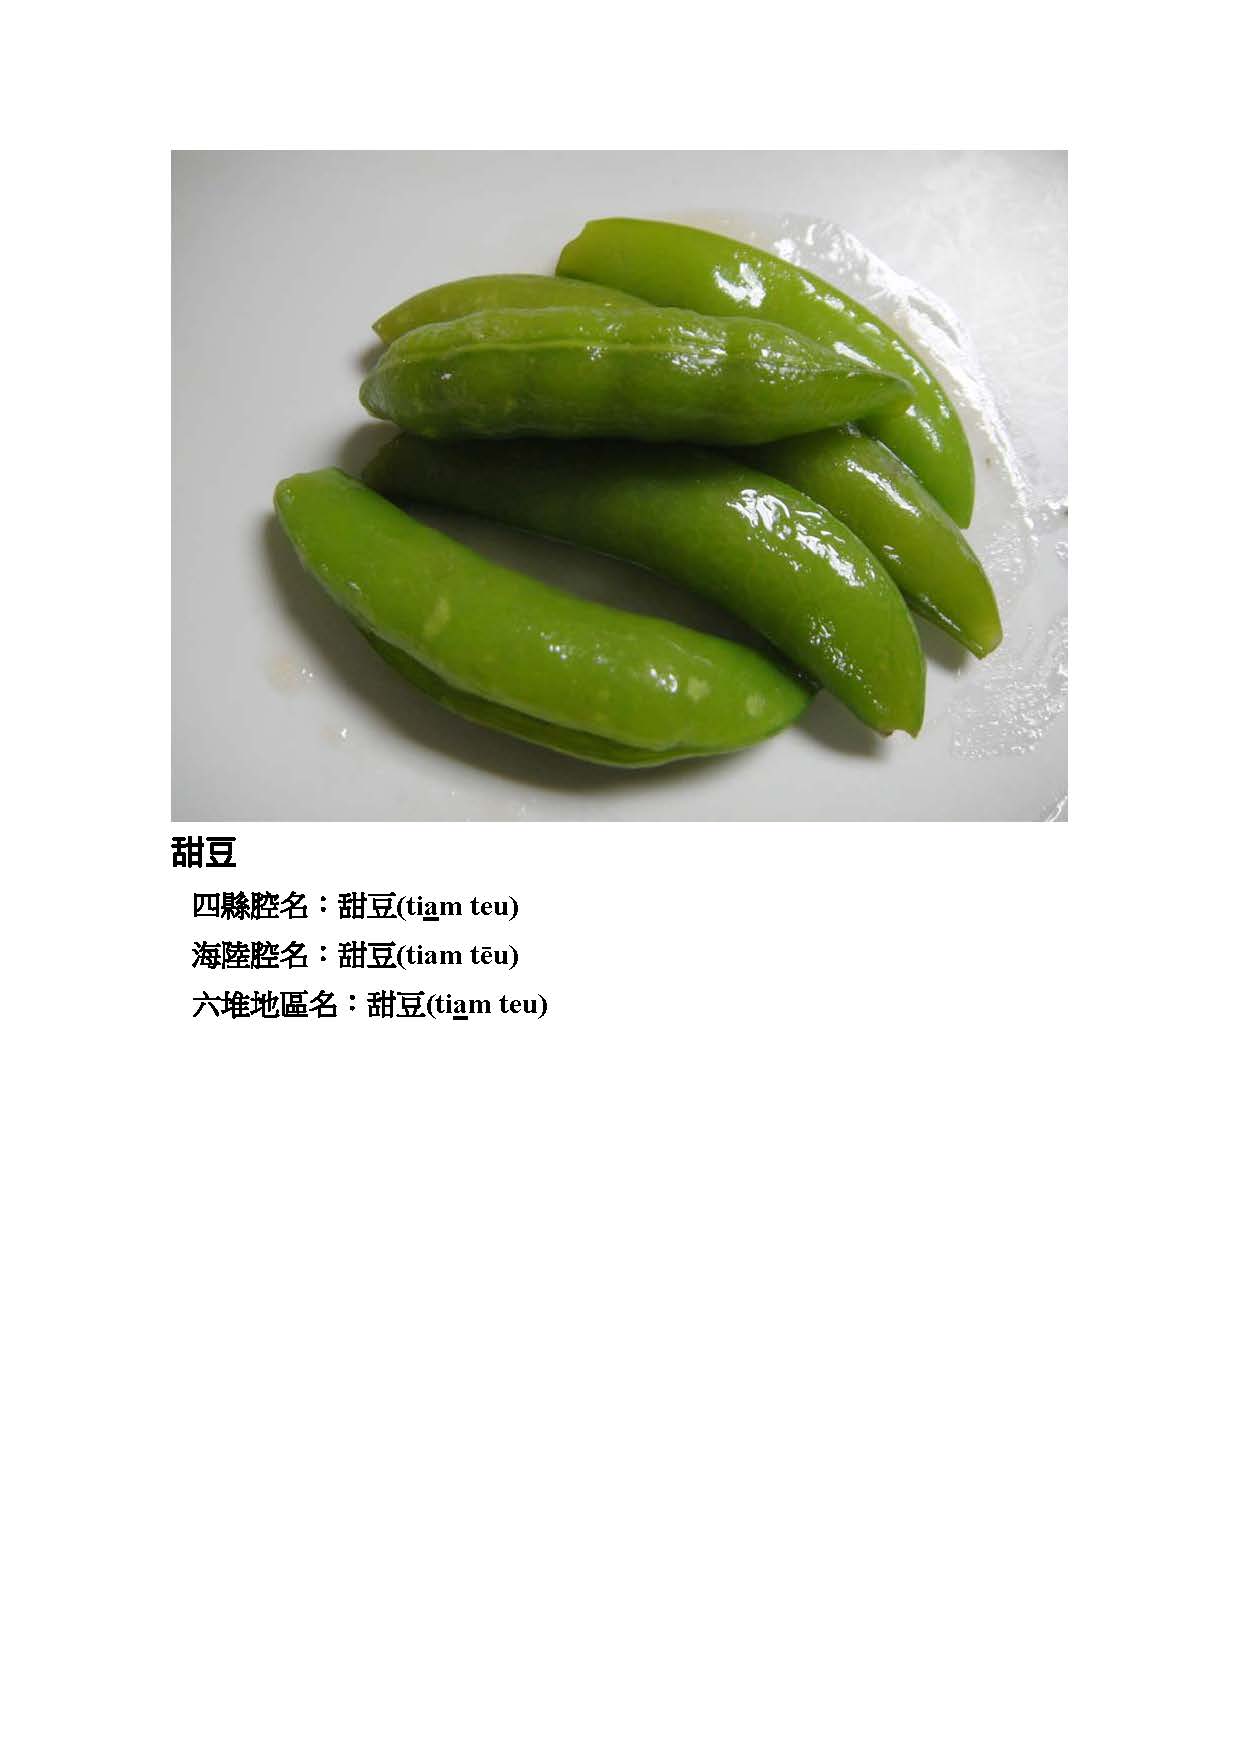 甜豆
四縣腔名：甜豆(tia̲m teu)
海陸腔名：甜豆(tiam tēu)
六堆地區名：甜豆(tia̲m teu)